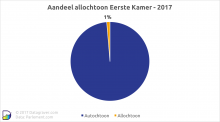 Aandeel allochtoon Eerste Kamer - 2017
1%
Autochtoon Allochtoon